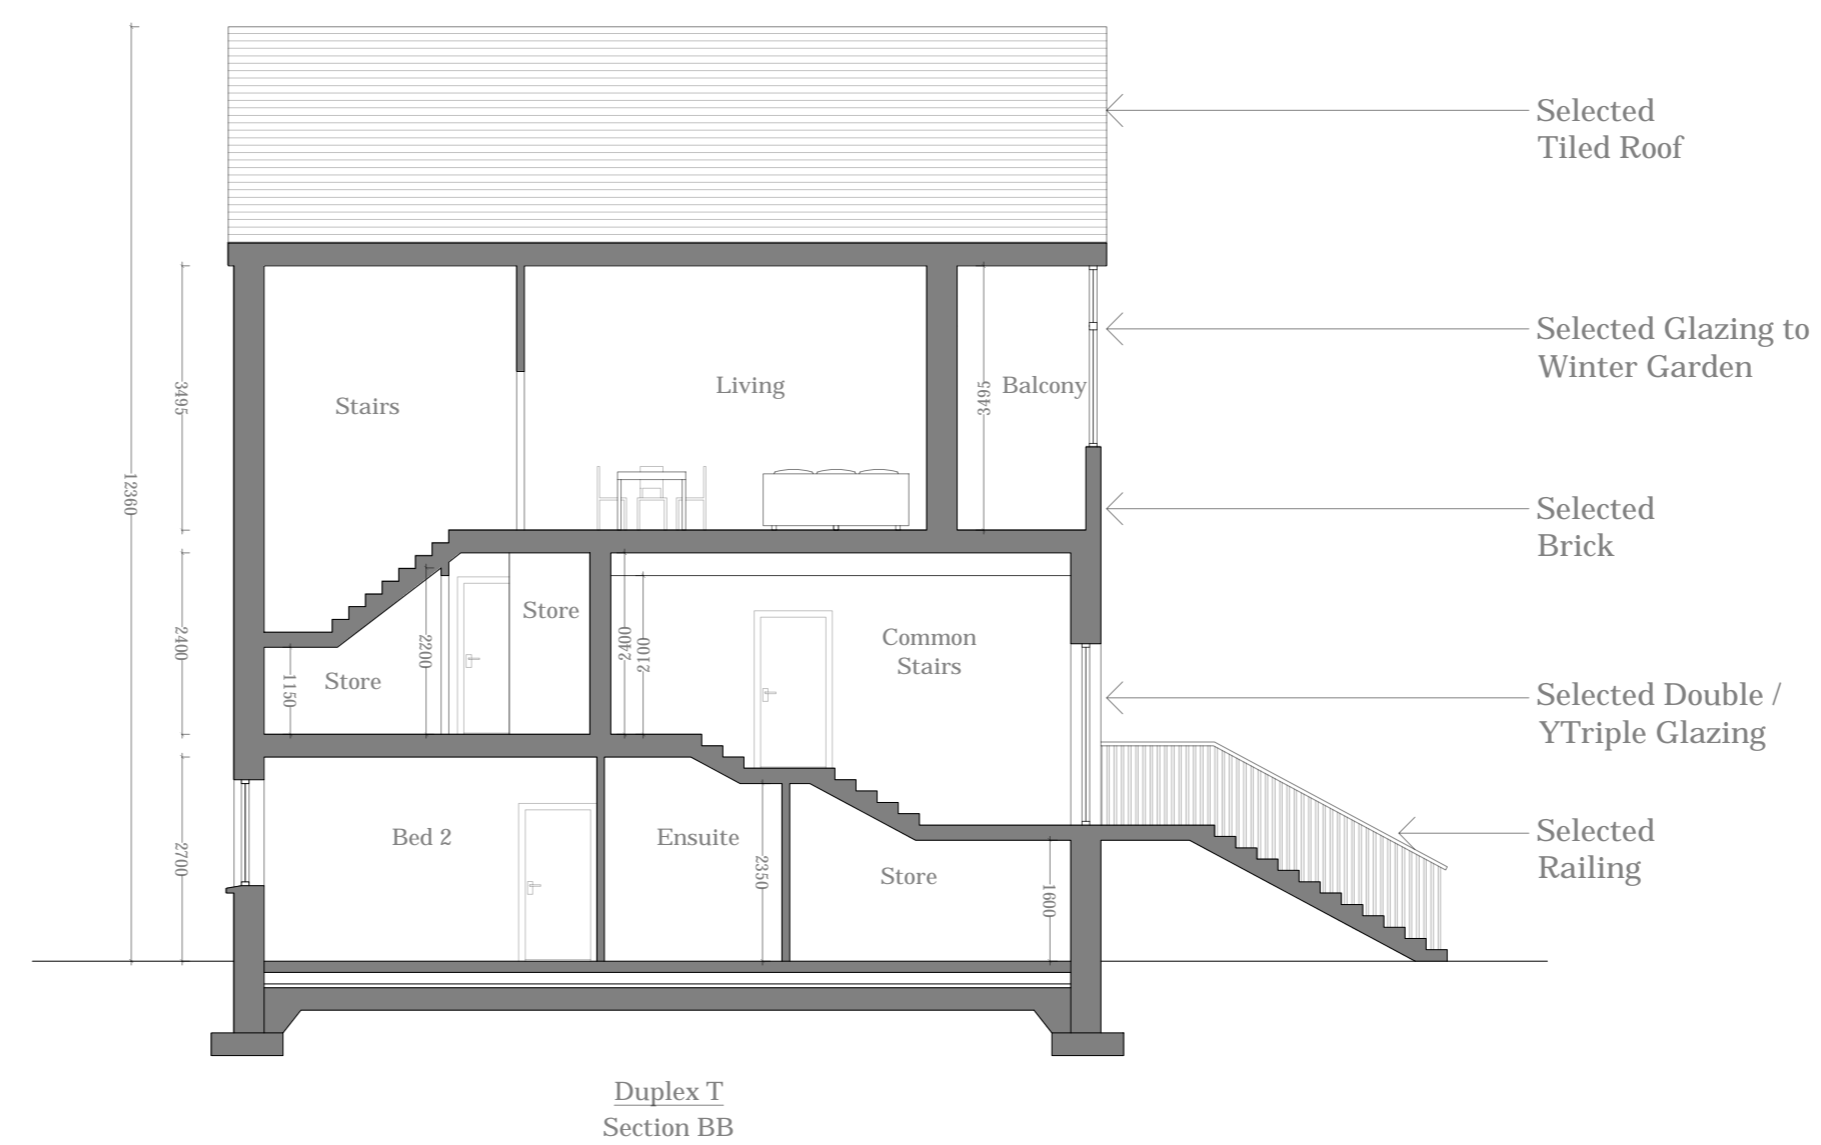 Selected
Tiled Roof
Selected Glazing to
Winter Garden
3495
Stairs
Living
3495
Balcony
12360
Selected
Brick
2400
1150
Store
2200
Store
2400
2100
Common
Stairs
Selected Double /
YTriple Glazing
2700
Bed 2
Ensuite
2350
Store
1600
Selected
Railing
Duplex T
Section BB